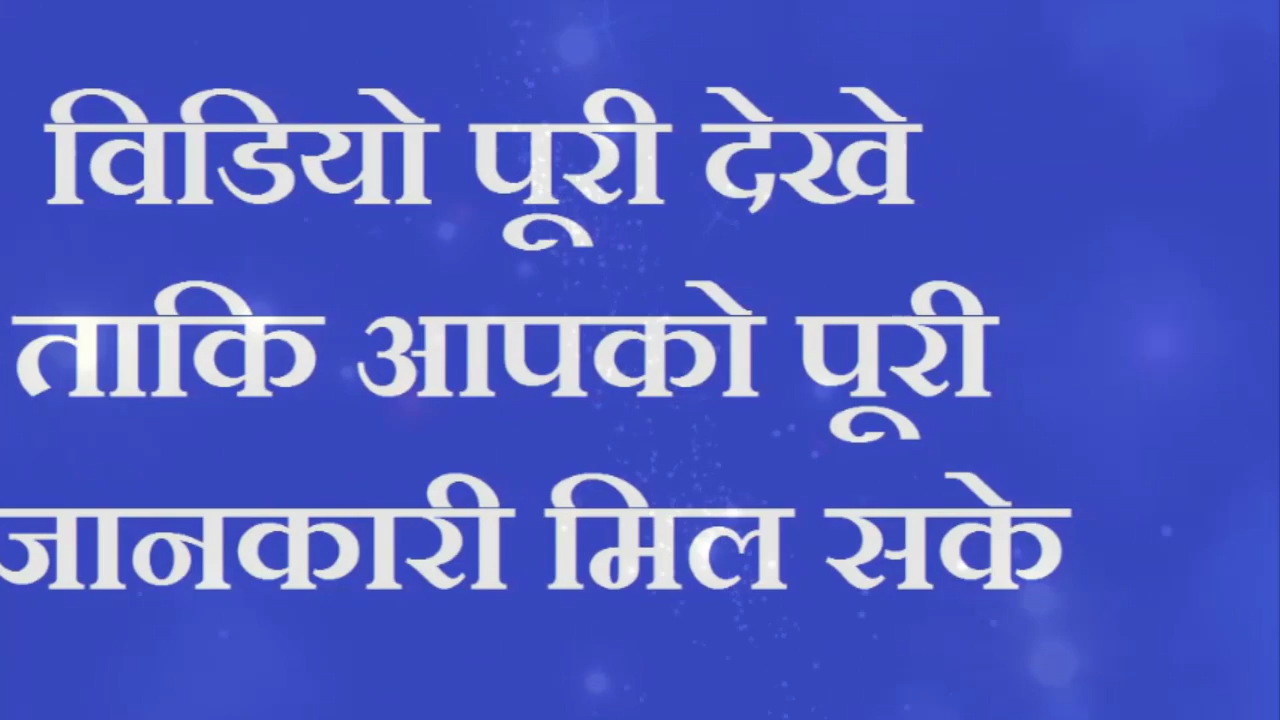 विडियो पूरी देखे
ताकि आपको पूरी
जानकारी मिल सके